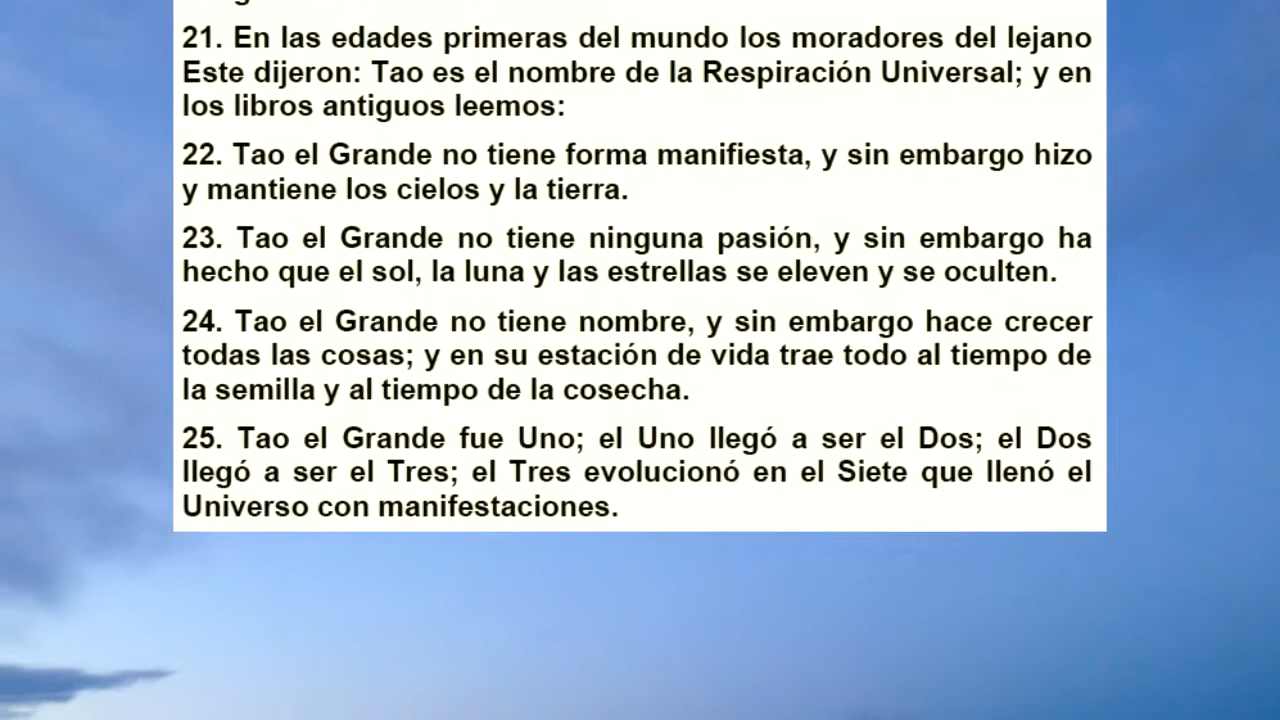 21. En las edades primeras del mundo los moradores del lejano
Este dijeron: Tao es el nombre de la Respiración Universal; y en
los libros antiguos leemos:
22. Tao el Grande no tiene forma manifiesta, y sin embargo hizo
y mantiene los cielos y la tierra.
23. Tao el Grande no tiene ninguna pasión, y sin embargo ha
hecho que el sol, la luna y las estrellas se eleven y se oculten.
24. Tao el Grande no tiene nombre, y sin embargo hace crecer
todas las cosas; y en su estación de vida trae todo al tiempo de
la semilla y al tiempo de la cosecha.
25. Tao el Grande fue Uno; el Uno llegó a ser el Dos; el Dos
llegó a ser el Tres; el Tres evolucionó en el Siete que llenó el
Universo con manifestaciones.